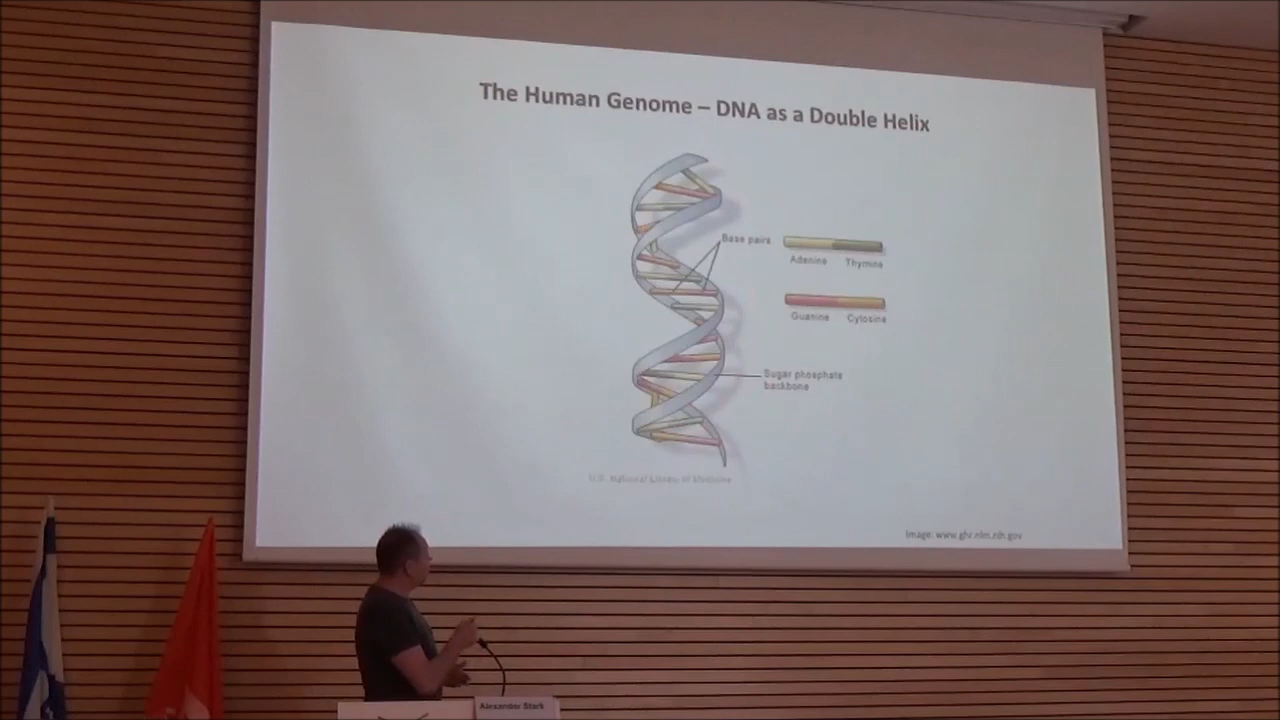 The Human Genome – DNA as a Double Helix
Base pairs
Adenine Thymine
Guanine Cytosine
Sugar phosphate
backbone
U.S. National Library of Medicine
Image: www.ghr.nlm.nih.gov
Alexander Stark